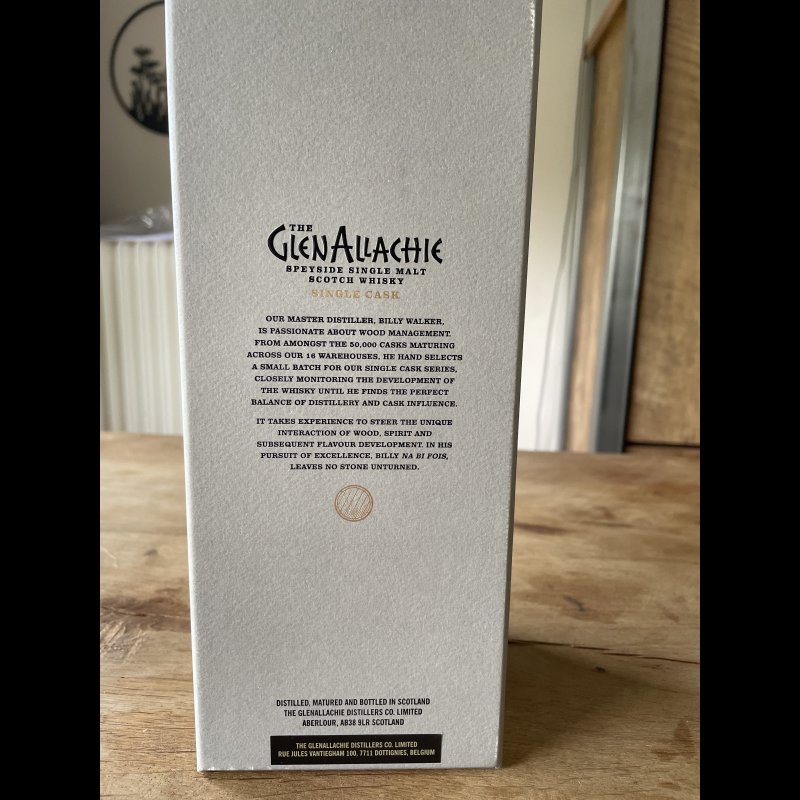 THE
GLENALLACHIE
SPEYSIDE SINGLE MALT
SCOTCH WHISKY
SINGLE CASK
OUR MASTER DISTILLER, BILLY WALKER,
IS PASSIONATE ABOUT WOOD MANAGEMENT.
FROM AMONGST THE 50,000 CASKS MATURING
ACROSS OUR 16 WAREHOUSES, HE HAND SELECTS
A SMALL BATCH FOR OUR SINGLE CASK SERIES,
CLOSELY MONITORING THE DEVELOPMENT OF
THE WHISKY UNTIL HE FINDS THE PERFECT
BALANCE OF DISTILLERY AND CASK INFLUENCE.
IT TAKES EXPERIENCE TO STEER THE UNIQUE
INTERACTION OF WOOD, SPIRIT AND
SUBSEQUENT FLAVOUR DEVELOPMENT. IN HIS
PURSUIT OF EXCELLENCE, BILLY NA BI FOIS,
LEAVES NO STONE UNTURNED.
DISTILLED, MATURED AND BOTTLED IN SCOTLAND
THE GLENALLACHIE DISTILLERS CO. LIMITED
ABERLOUR, AB38 9LR SCOTLAND
THE GLENALLACHIE DISTILLERS CO. LIMITED
RUE JULES VANTIEGHAM 100, 7711 DOTTIGNIES, BELGIUM